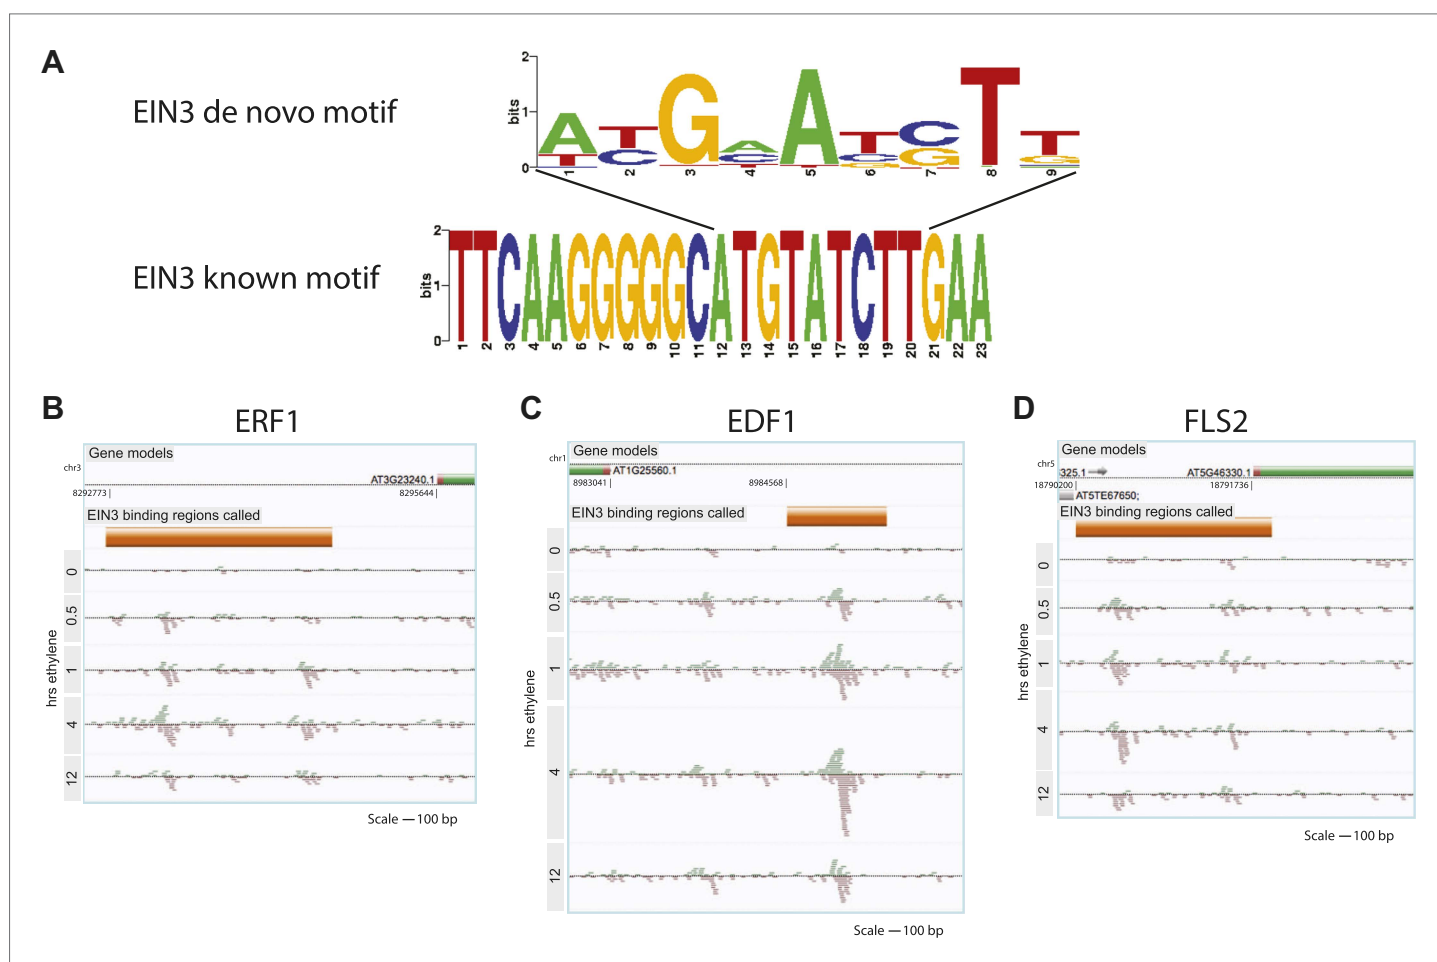 A
EIN3 de novo motif
2
bits
1
0
1 2 3 4 5 6 7 8 9
ATGAATCTT
TCCCGG
EIN3 known motif
2
bits
1
0
TTCAAGGGGGCATGTATCTTGAA
1 2 3 4 5 6 7 8 9 10 11 12 13 14 15 16 17 18 19 20 21 22 23
B
ERF1
Gene models
chr3
AT3G23240.1
8292773
8295644
EIN3 binding regions called
hrs ethylene
0
0.5
1
4
12
Scale — 100 bp
C
EDF1
Gene models
chr1
AT1G25560.1
8983041
8984568
EIN3 binding regions called
hrs ethylene
0
0.5
1
4
12
Scale — 100 bp
D
FLS2
Gene models
chr5
325.1
AT5G46330.1
18790200
18791736
AT5TE67650;
EIN3 binding regions called
hrs ethylene
0
0.5
1
4
12
Scale — 100 bp